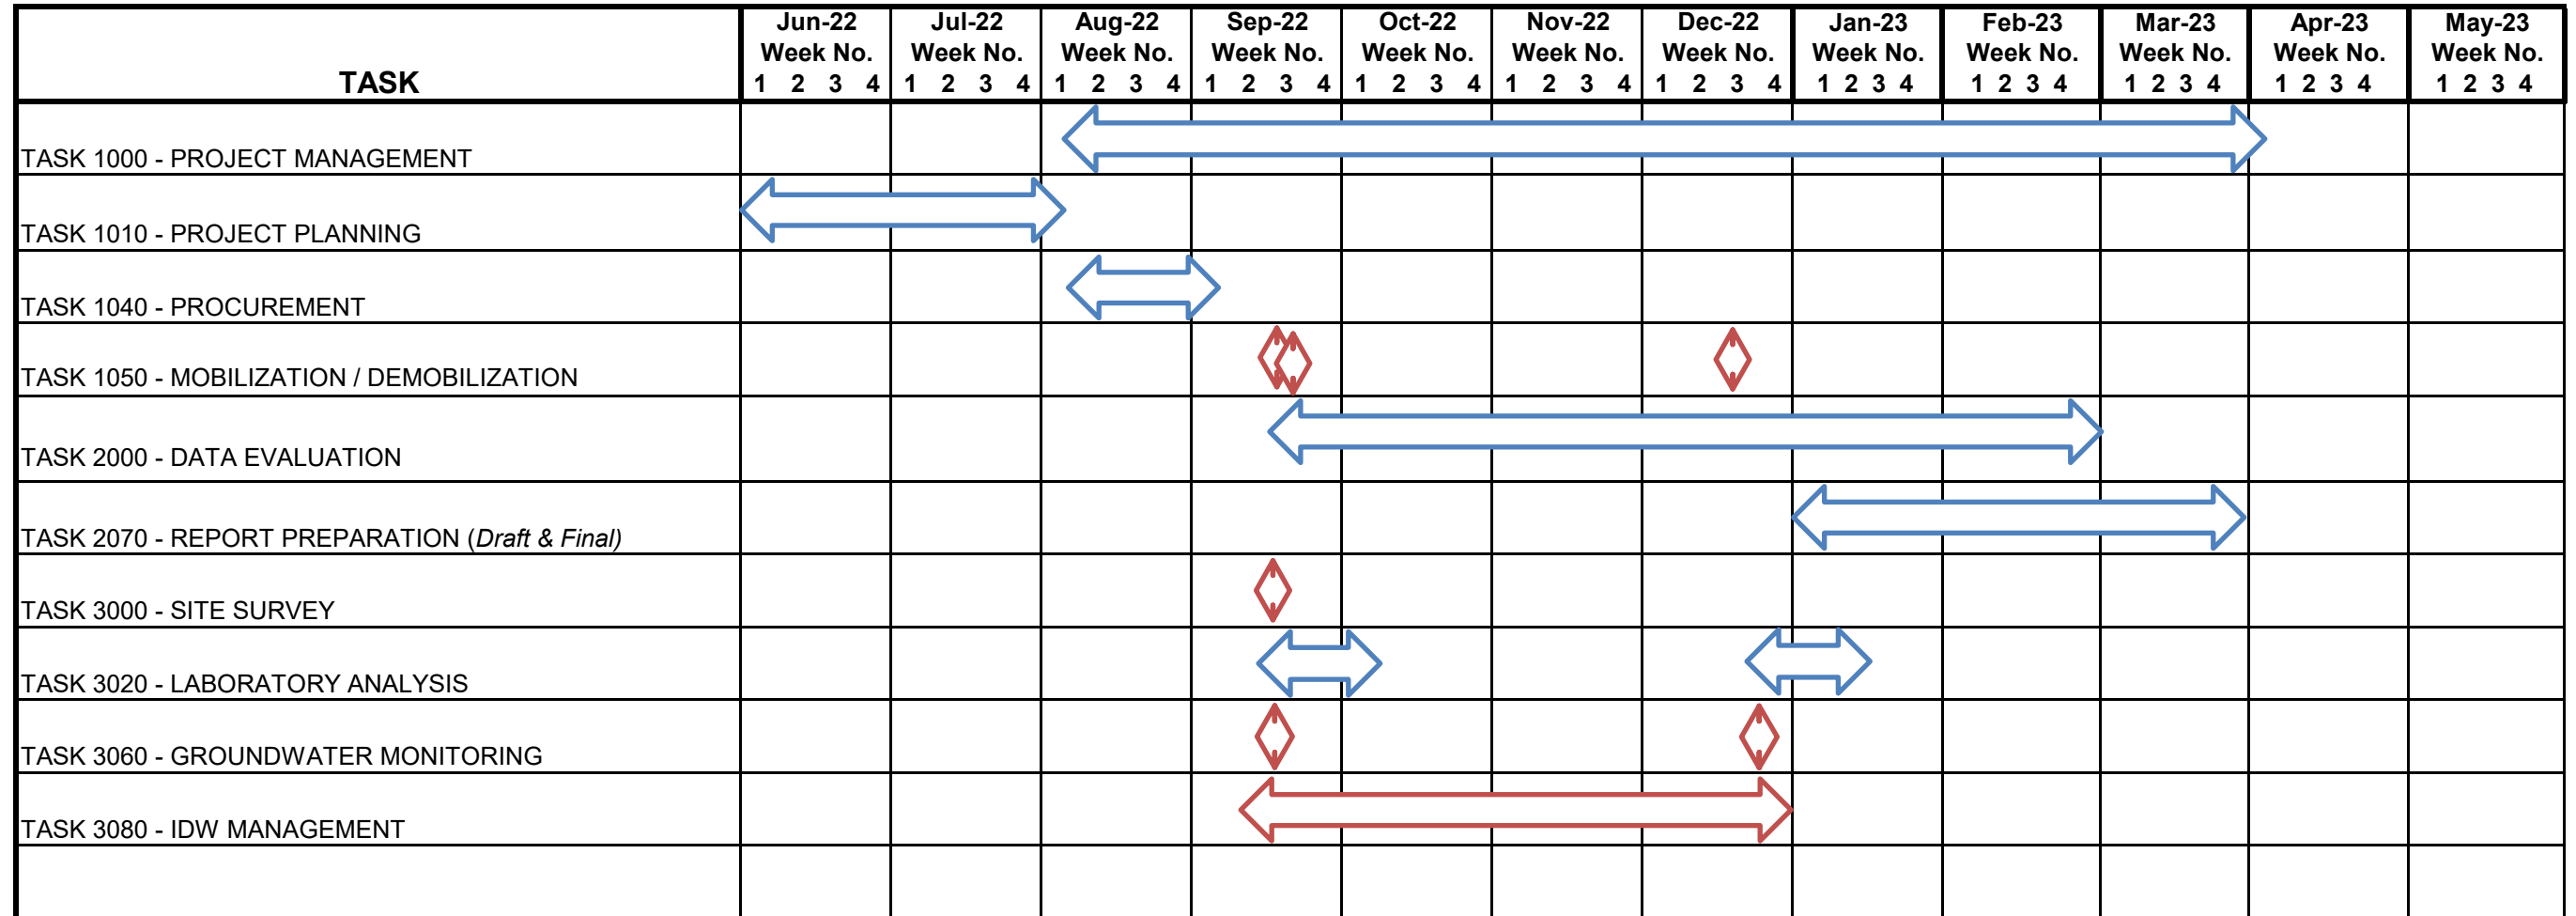 Jun-22 Jul-22 Aug-22 Sep-22 Oct-22 Nov-22 Dec-22 Jan-23 Feb-23 Mar-23 Apr-23 May-23
Week No. Week No. Week No. Week No. Week No. Week No. Week No. Week No. Week No. Week No. Week No. Week No.
TASK 1 2 3 4 1 2 3 4 1 2 3 4 1 2 3 4 1 2 3 4 1 2 3 4 1 2 3 4 1 2 3 4 1 2 3 4 1 2 3 4 1 2 3 4 1 2 3 4
TASK 1000 - PROJECT MANAGEMENT
TASK 1010 - PROJECT PLANNING
TASK 1040 - PROCUREMENT
TASK 1050 - MOBILIZATION / DEMOBILIZATION
TASK 2000 - DATA EVALUATION
TASK 2070 - REPORT PREPARATION (Draft & Final)
TASK 3000 - SITE SURVEY
TASK 3020 - LABORATORY ANALYSIS
TASK 3060 - GROUNDWATER MONITORING
TASK 3080 - IDW MANAGEMENT